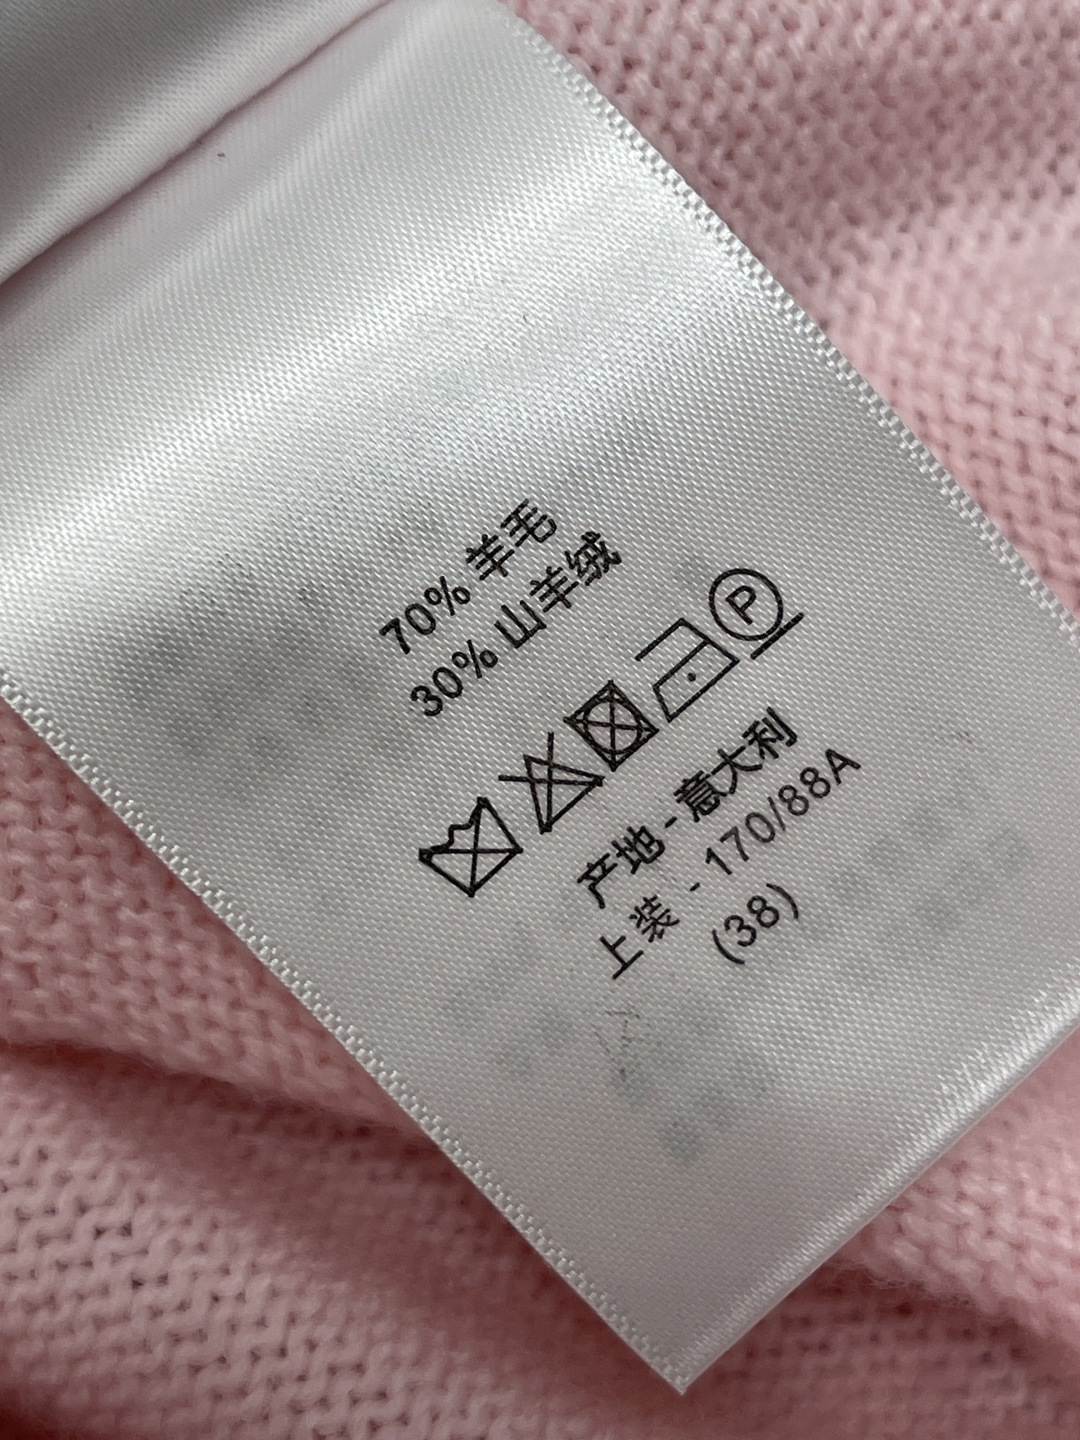 70% 羊毛
30% 山羊绒
P
产地 - 意大利
上装 - 170/88A
(38)